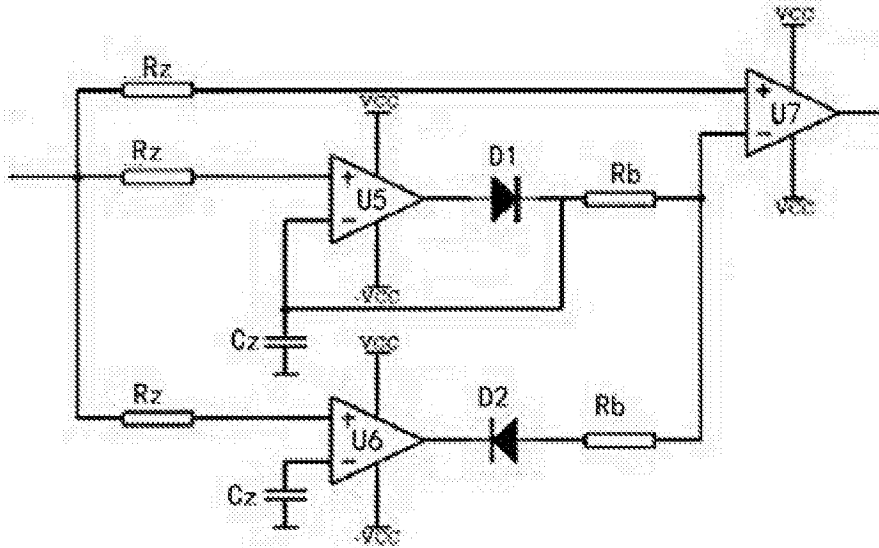 VCC
Rz
+
U7
−
VCC
VCC
Rz
+
U5
−
D1
Rb
-VCC
Cz
VCC
Rz
+
U6
−
D2
Rb
Cz
-VCC